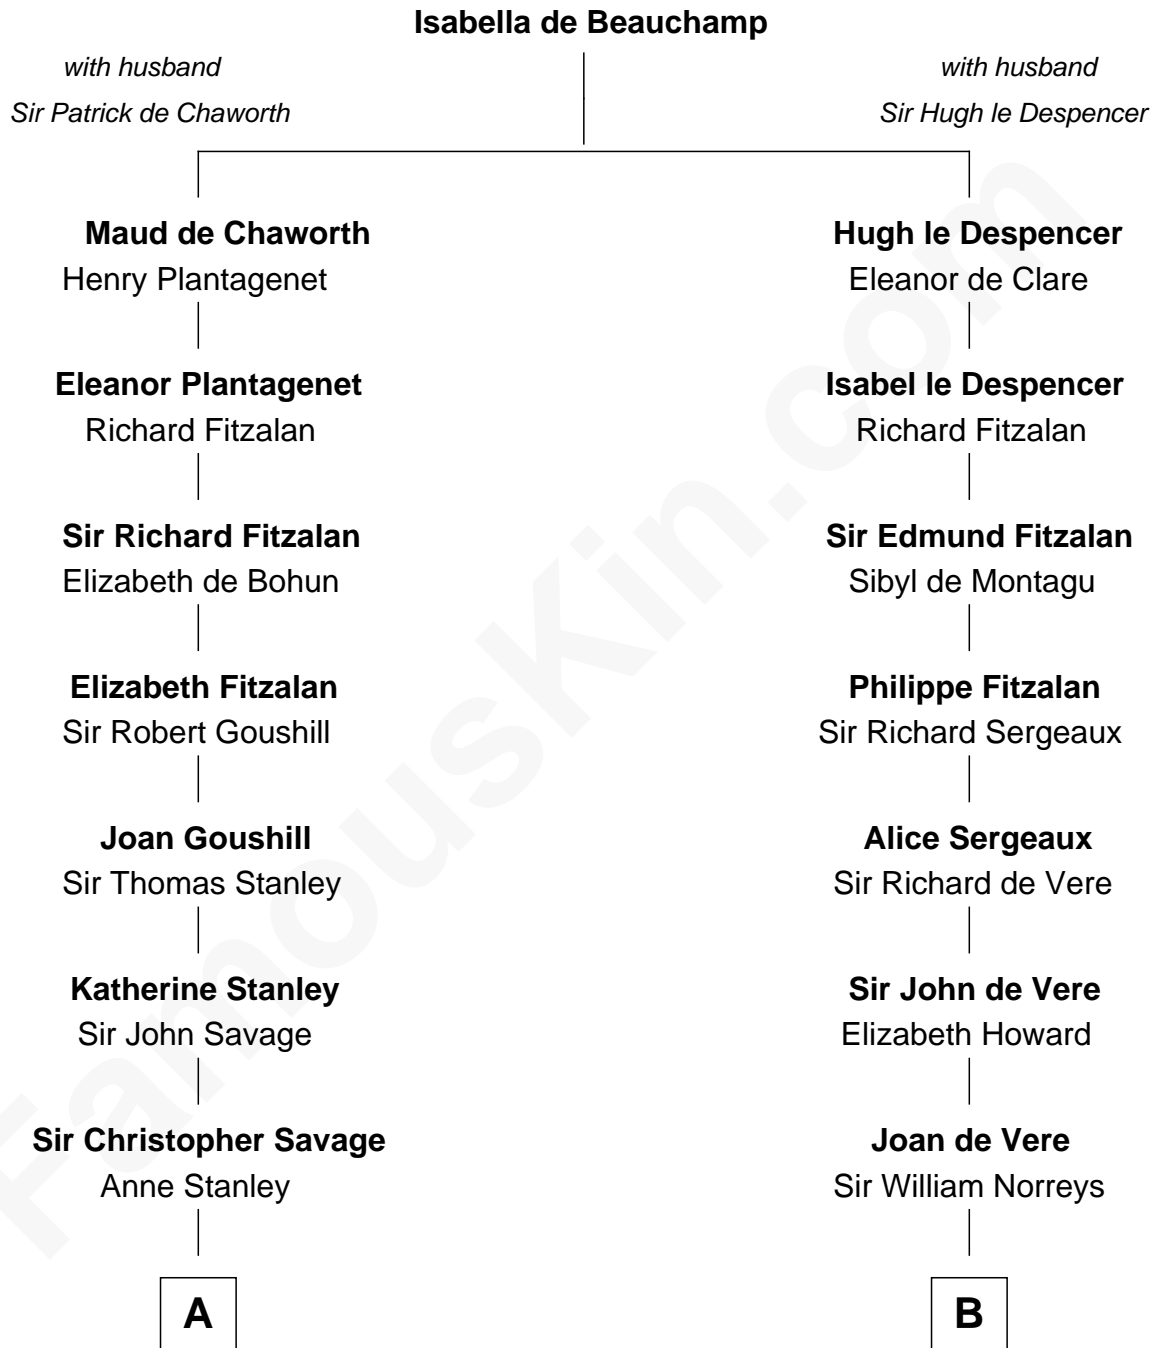 Isabella de Beauchamp
with husband
Sir Patrick de Chaworth
with husband
Sir Hugh le Despencer
Maud de Chaworth
Henry Plantagenet
Hugh le Despencer
Eleanor de Clare
Eleanor Plantagenet
Richard Fitzalan
Isabel le Despencer
Richard Fitzalan
Sir Richard Fitzalan
Elizabeth de Bohun
Sir Edmund Fitzalan
Sibyl de Montagu
Elizabeth Fitzalan
Sir Robert Goushill
Philippe Fitzalan
Sir Richard Sergeaux
Joan Goushill
Sir Thomas Stanley
Alice Sergeaux
Sir Richard de Vere
Katherine Stanley
Sir John Savage
Sir John de Vere
Elizabeth Howard
Sir Christopher Savage
Anne Stanley
Joan de Vere
Sir William Norreys
A
B
FamousKin.com